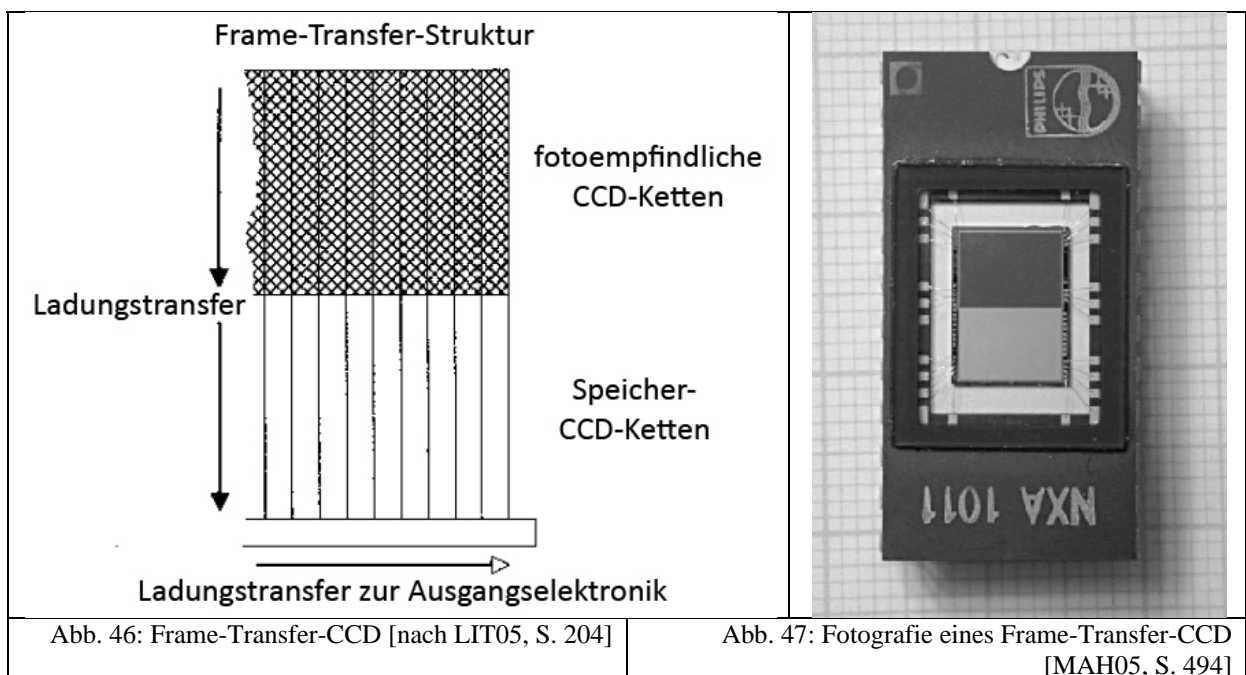 Frame-Transfer-Struktur
fotoempfindliche
CCD-Ketten
Ladungstransfer
Speicher-
CCD-Ketten
Ladungstransfer zur Ausgangselektronik
PHILIPS
NXA 1011
Abb. 46: Frame-Transfer-CCD [nach LIT05, S. 204]
Abb. 47: Fotografie eines Frame-Transfer-CCD
[MAH05, S. 494]